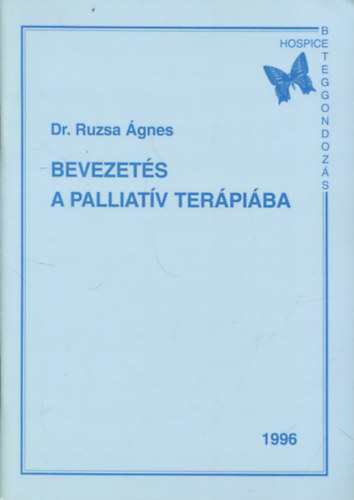 HOSPICE
BETEGGONDOZÁS
Dr. Ruzsa Ágnes
BEVEZETÉS
A PALLIATÍV TERÁPIÁBA
1996